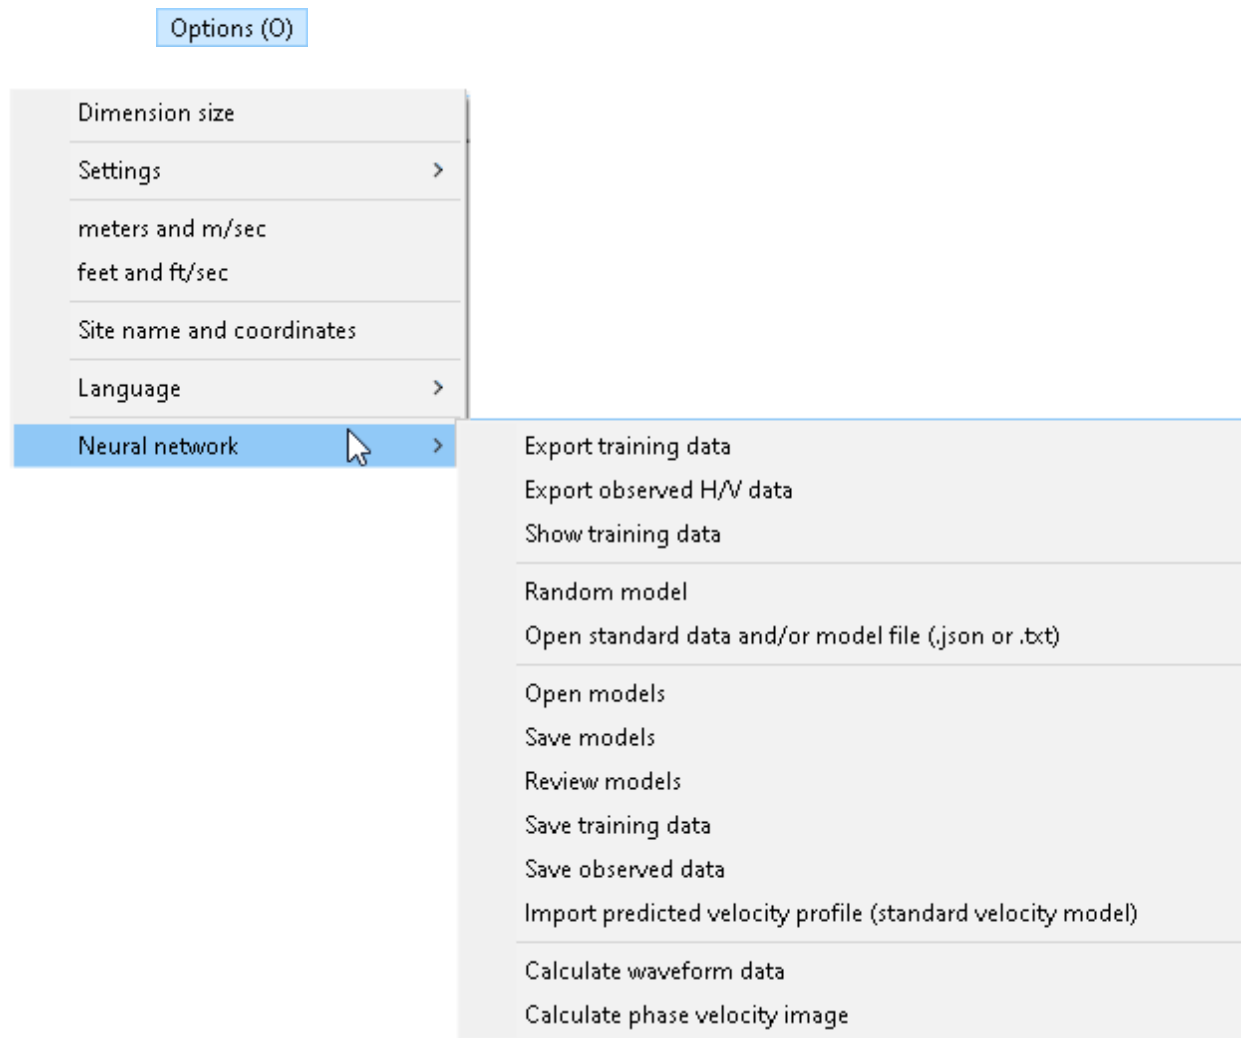 Options (O)
Dimension size
Settings
meters and m/sec
feet and ft/sec
Site name and coordinates
Language
Neural network
Export training data
Export observed H/V data
Show training data
Random model
Open standard data and/or model file (.json or .txt)
Open models
Save models
Review models
Save training data
Save observed data
Import predicted velocity profile (standard velocity model)
Calculate waveform data
Calculate phase velocity image